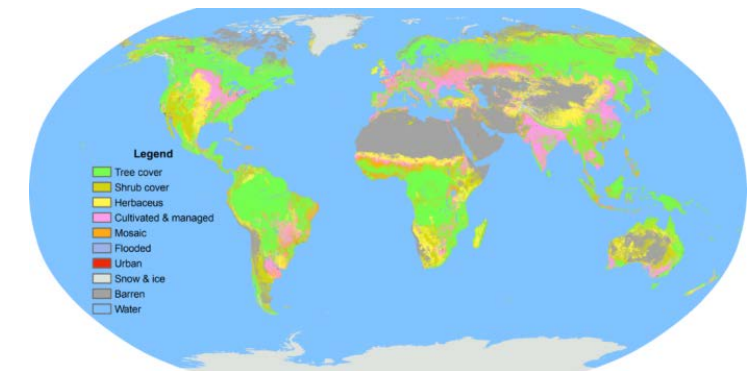 Legend
Tree cover
Shrub cover
Herbaceus
Cultivated & managed
Mosaic
Flooded
Urban
Snow & ice
Barren
Water